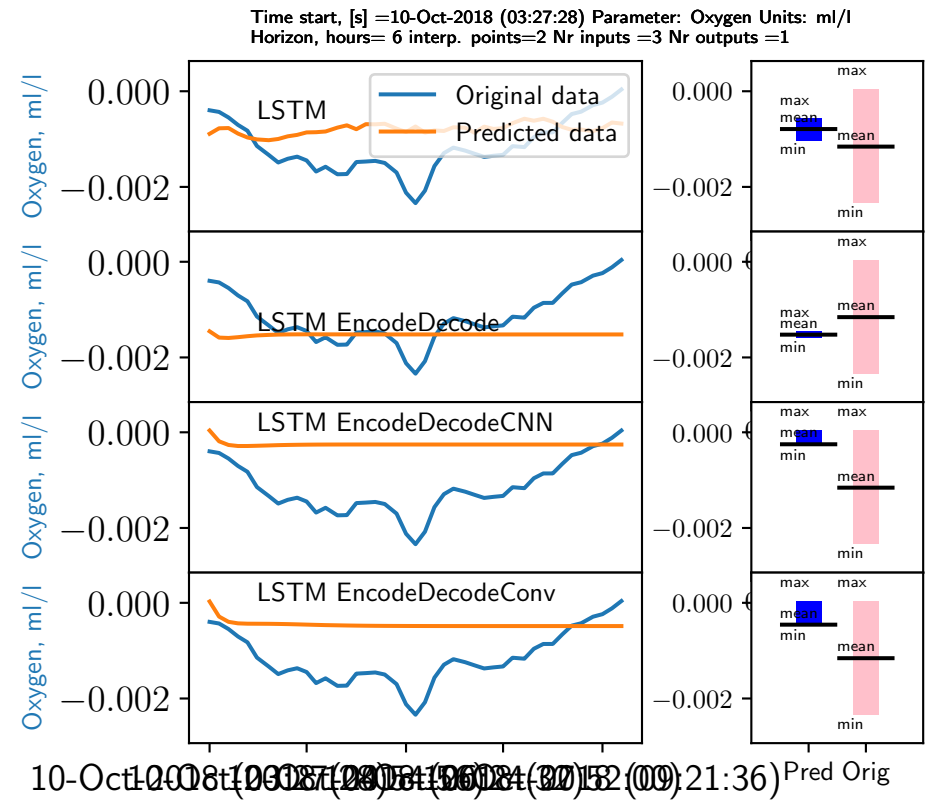 Time start, [s] =10-Oct-2018 (03:27:28) Parameter: Oxygen Units: ml/l
Horizon, hours= 6 interp. points=2 Nr inputs =3 Nr outputs =1
Oxygen, ml/l
0.000
−0.002
LSTM
Original data
Predicted data
0.000
−0.002
max
mean
min
max
mean
min
Oxygen, ml/l
0.000
−0.002
LSTM EncodeDecode
0.000
−0.002
max
mean
min
max
mean
min
Oxygen, ml/l
0.000
−0.002
LSTM EncodeDecodeCNN
0.000
−0.002
max
mean
min
max
mean
min
Oxygen, ml/l
0.000
−0.002
LSTM EncodeDecodeConv
0.000
−0.002
max
mean
min
max
mean
min
Pred Orig